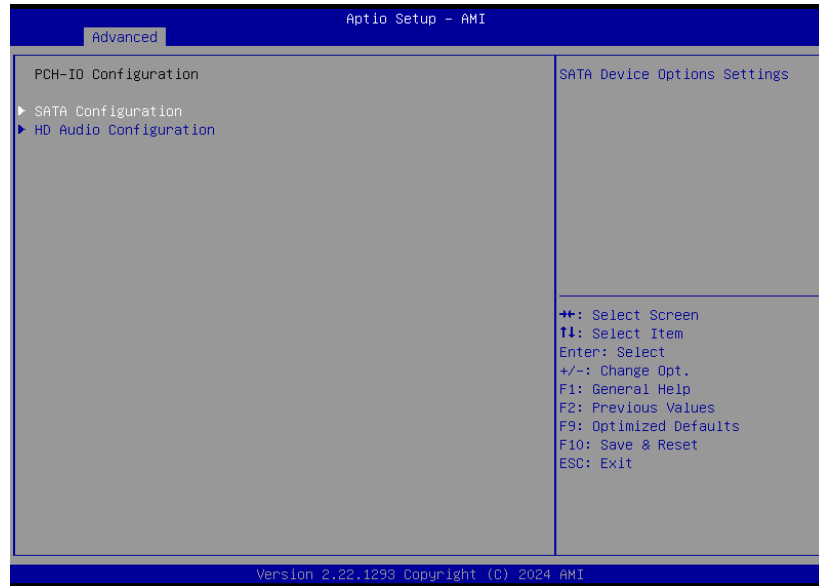 Aptio Setup – AMI
Advanced
PCH-IO Configuration
SATA Configuration
HD Audio Configuration
SATA Device Options Settings
→←: Select Screen
↑↓: Select Item
Enter: Select
+/-: Change Opt.
F1: General Help
F2: Previous Values
F9: Optimized Defaults
F10: Save & Reset
ESC: Exit
Version 2.22.1293 Copyright (C) 2024 AMI